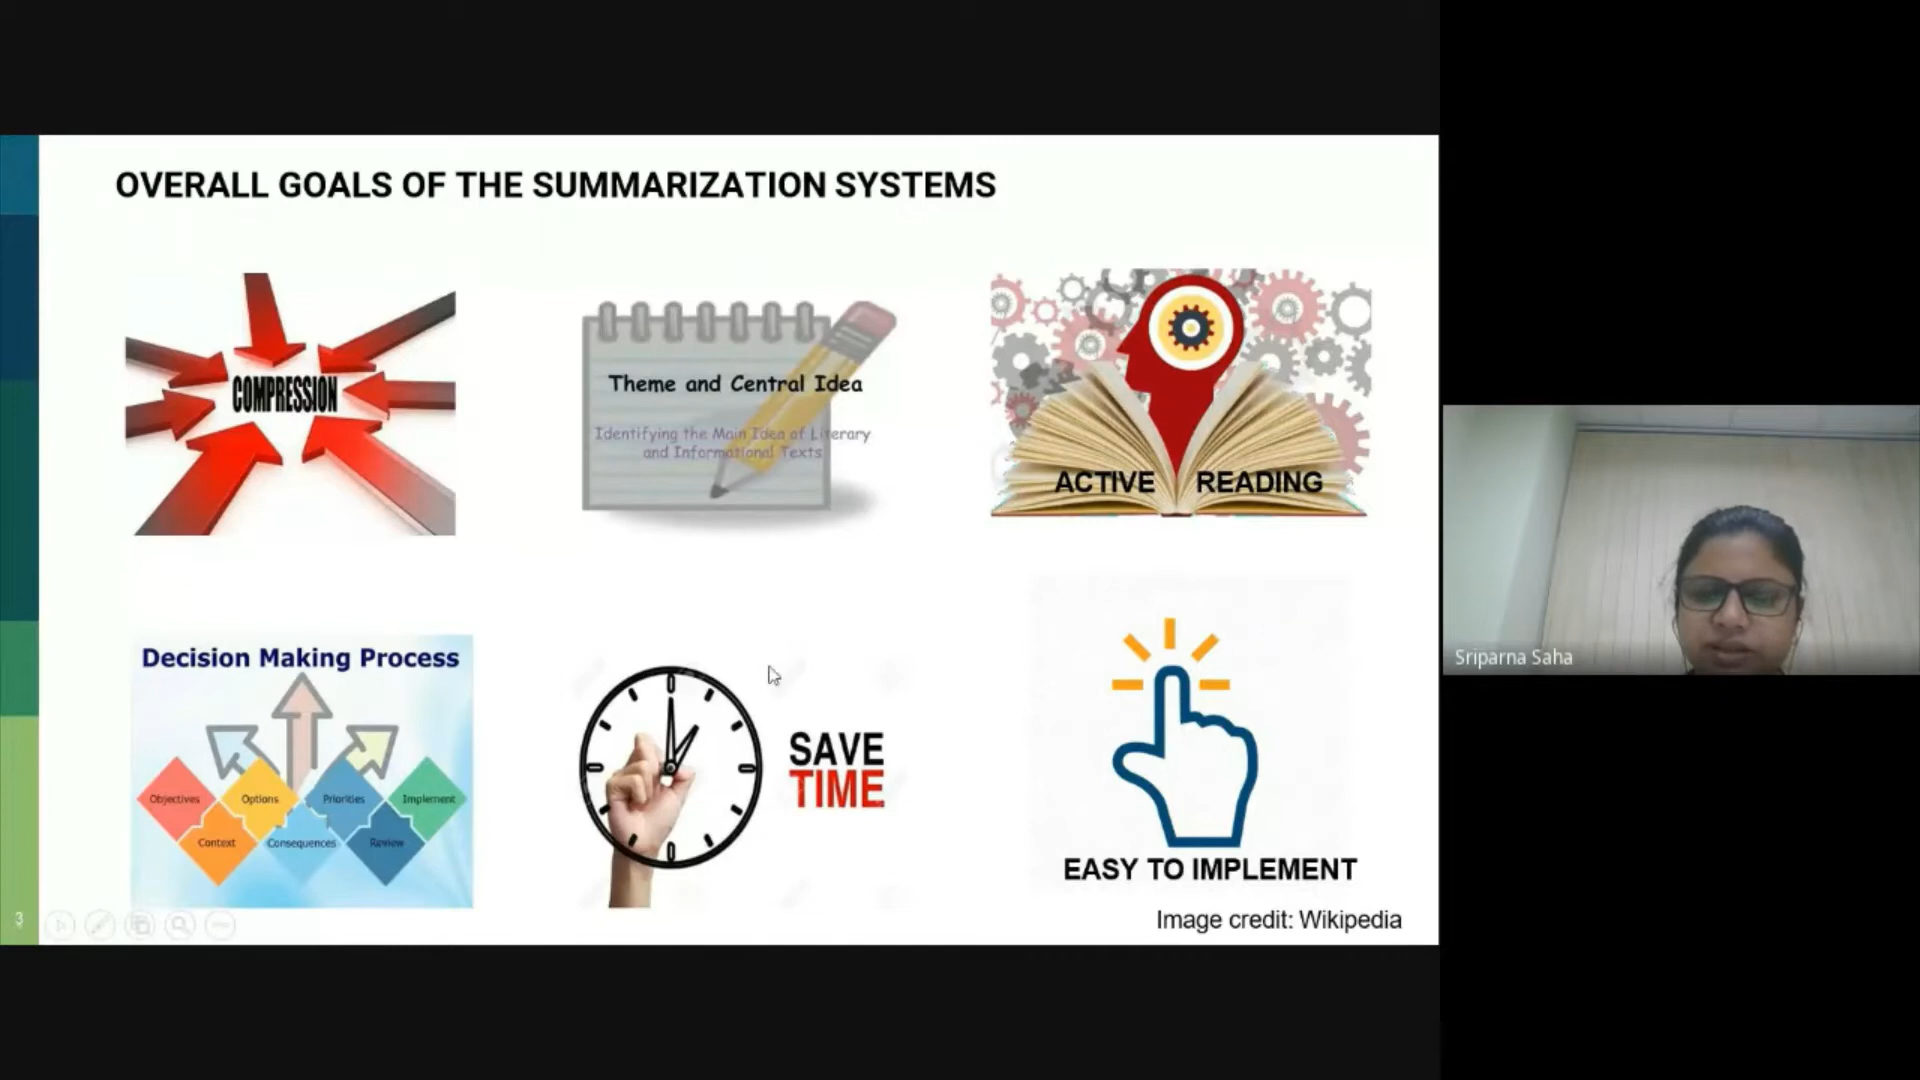 OVERALL GOALS OF THE SUMMARIZATION SYSTEMS
COMPRESSION
Theme and Central Idea
Identifying the Main Idea of Literary
and Informational Texts
ACTIVE READING
Decision Making Process
Objectives
Options
Priorities
Implement
Context
Consequences
Review
SAVE
TIME
EASY TO IMPLEMENT
Image credit: Wikipedia
3
Sriparna Saha